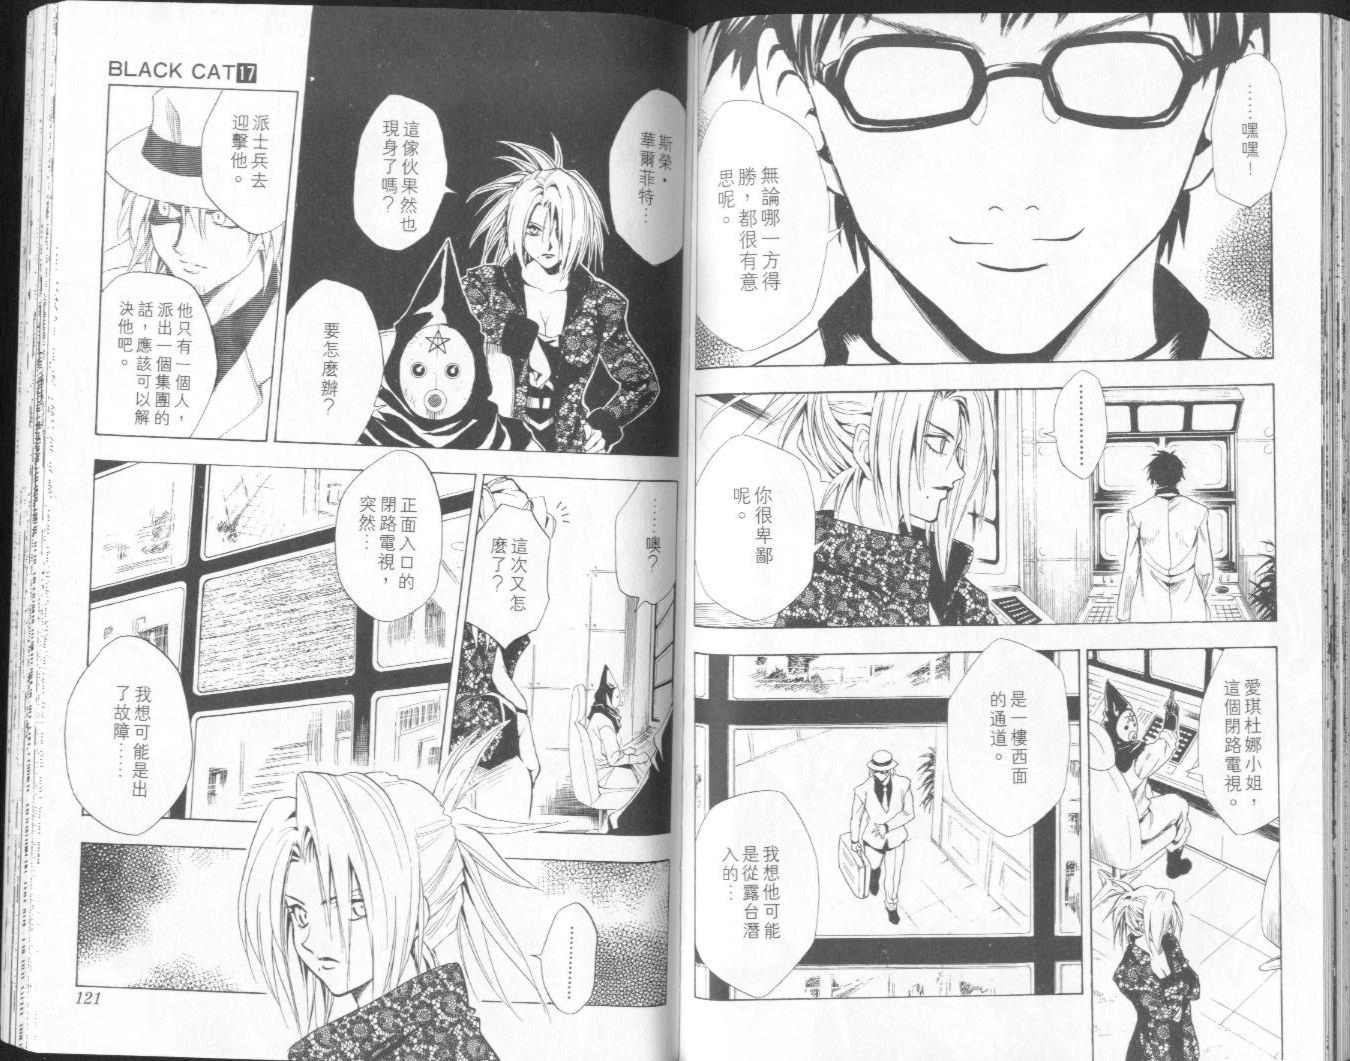 ……嘿嘿！
無論哪一方得
勝，都很有意
思呢。
…………
你很卑鄙
呢。
愛琪杜娜小姐，
這個閉路電視。
是一樓西面
的通道。
我想他可能
是從露台潛
入的…
BLACK CAT 17
斯榮・
華爾菲特…
這傢伙果然也
現身了嗎？
要怎麽辦？
派士兵去
迎擊他。
他只有一個人，
派出一個集團的
話，應該可以解
決他吧。
……噢？
這次又怎
麽了？
正面入口的
閉路電視，
突然…
我想可能是出
了故障……
…………
121